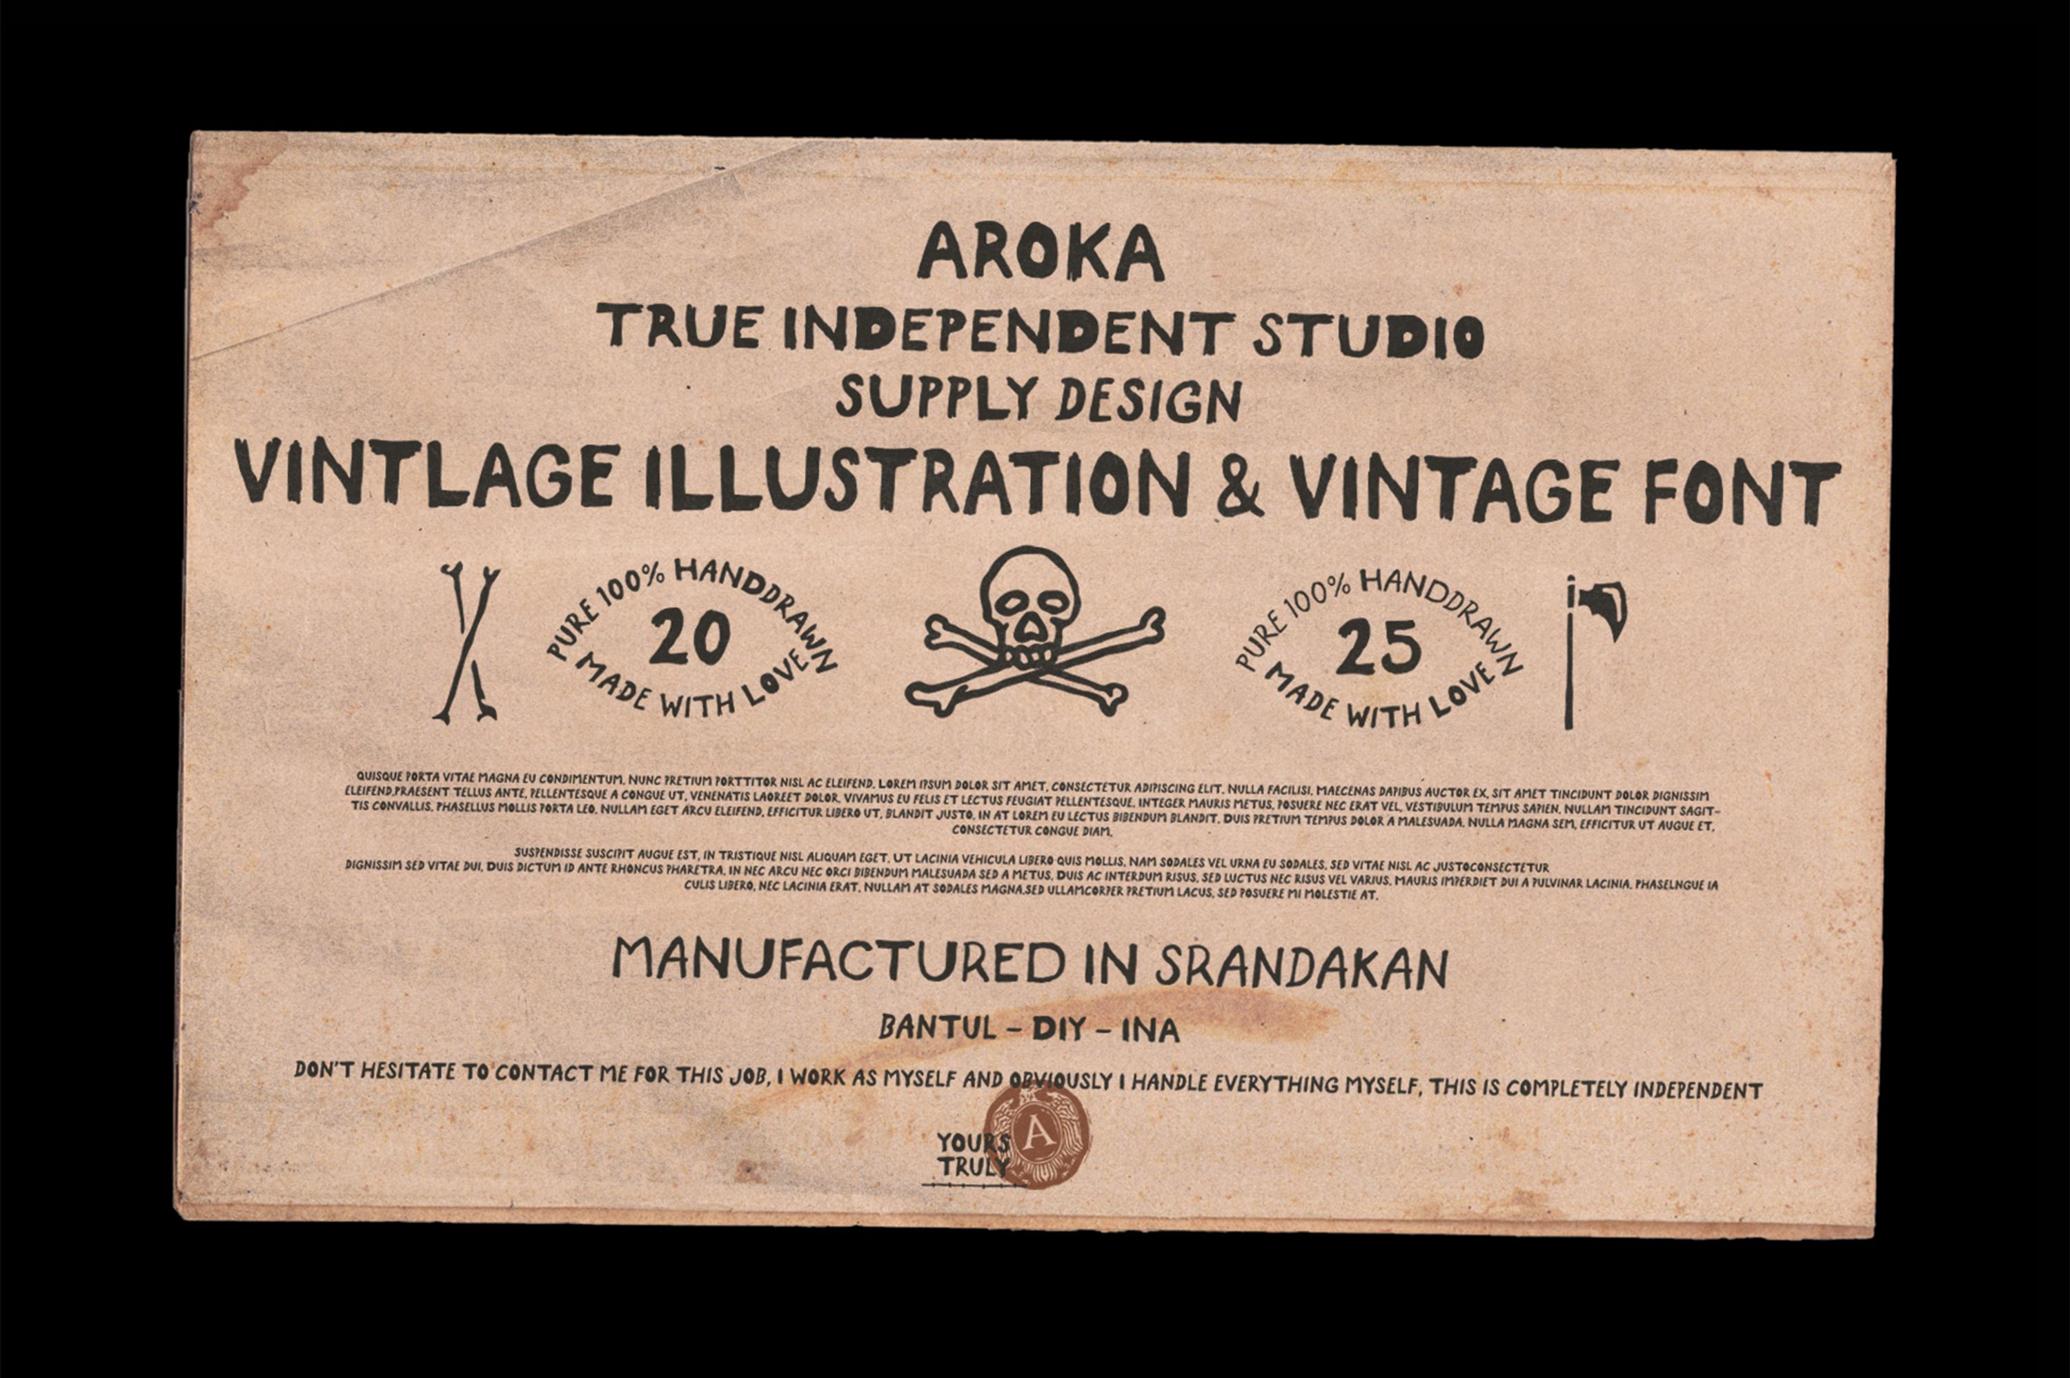 AROKA
TRUE INDEPENDENT STUDIO
SUPPLY DESIGN
VINTLAGE ILLUSTRATION & VINTAGE FONT
PURE 100% HANDDRAWN
20
MADE WITH LOVE
PURE 100% HANDDRAWN
25
MADE WITH LOVE
QUISQUE PORTA VITAE MAGNA EU CONDIMENTUM. NUNC PRETIUM PORTTITOR NISL AC ELEIFEND. LOREM IPSUM DOLOR SIT AMET, CONSECTETUR ADIPISCING ELIT. NULLA FACILISI. MAECENAS DAPIBUS AUCTOR EX, SIT AMET TINCIDUNT DOLOR DIGNISSIM
ELEIFEND.PRAESENT TELLUS ANTE, PELLENTESQUE A CONGUE UT, VENENATIS LAOREET DOLOR. VIVAMUS EU FELIS ET LECTUS FEUGIAT PELLENTESQUE. INTEGER MAURIS METUS, POSUERE NEC ERAT VEL, VESTIBULUM TEMPUS SAPIEN. NULLAM TINCIDUNT SAGIT-
TIS CONVALLIS. PHASELLUS MOLLIS PORTA LEO. NULLAM EGET ARCU ELEIFEND, EFFICITUR LIBERO UT, BLANDIT JUSTO. IN AT LOREM EU LECTUS BIBENDUM BLANDIT. DUIS PRETIUM TEMPUS DOLOR A MALESUADA. NULLA MAGNA SEM, EFFICITUR UT AUGUE ET,
CONSECTETUR CONGUE DIAM.
SUSPENDISSE SUSCIPIT AUGUE EST, IN TRISTIQUE NISL ALIQUAM EGET. UT LACINIA VEHICULA LIBERO QUIS MOLLIS. NAM SODALES VEL URNA EU SODALES. SED VITAE NISL AC JUSTOCONSECTETUR
DIGNISSIM SED VITAE DUI. DUIS DICTUM ID ANTE RHONCUS PHARETRA. IN NEC ARCU NEC ORCI BIBENDUM MALESUADA SED A METUS. DUIS AC INTERDUM RISUS. SED LUCTUS NEC RISUS VEL VARIUS. MAURIS IMPERDIET DUI A PULVINAR LACINIA. PHASELNGUE IA
CULIS LIBERO, NEC LACINIA ERAT. NULLAM AT SODALES MAGNA.SED ULLAMCORPER PRETIUM LACUS, SED POSUERE MI MOLESTIE AT.
MANUFACTURED IN SRANDAKAN
BANTUL – DIY – INA
DON'T HESITATE TO CONTACT ME FOR THIS JOB, I WORK AS MYSELF AND OBVIOUSLY I HANDLE EVERYTHING MYSELF, THIS IS COMPLETELY INDEPENDENT
A
YOURS
TRULY